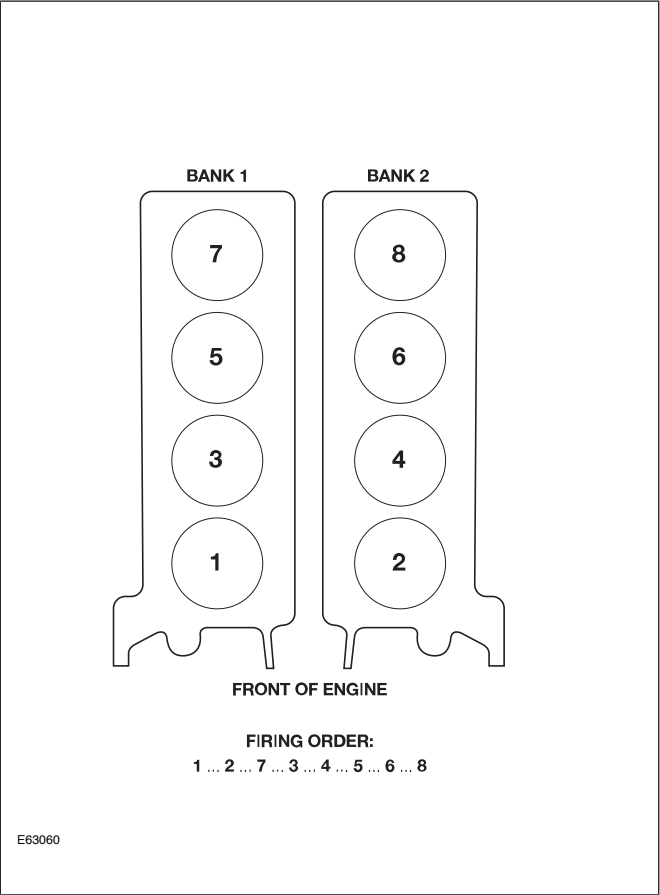 BANK 1 BANK 2
7 8
5 6
3 4
1 2
FRONT OF ENGINE
FIRING ORDER:
1 ... 2 ... 7 ... 3 ... 4 ... 5 ... 6 ... 8
E63060